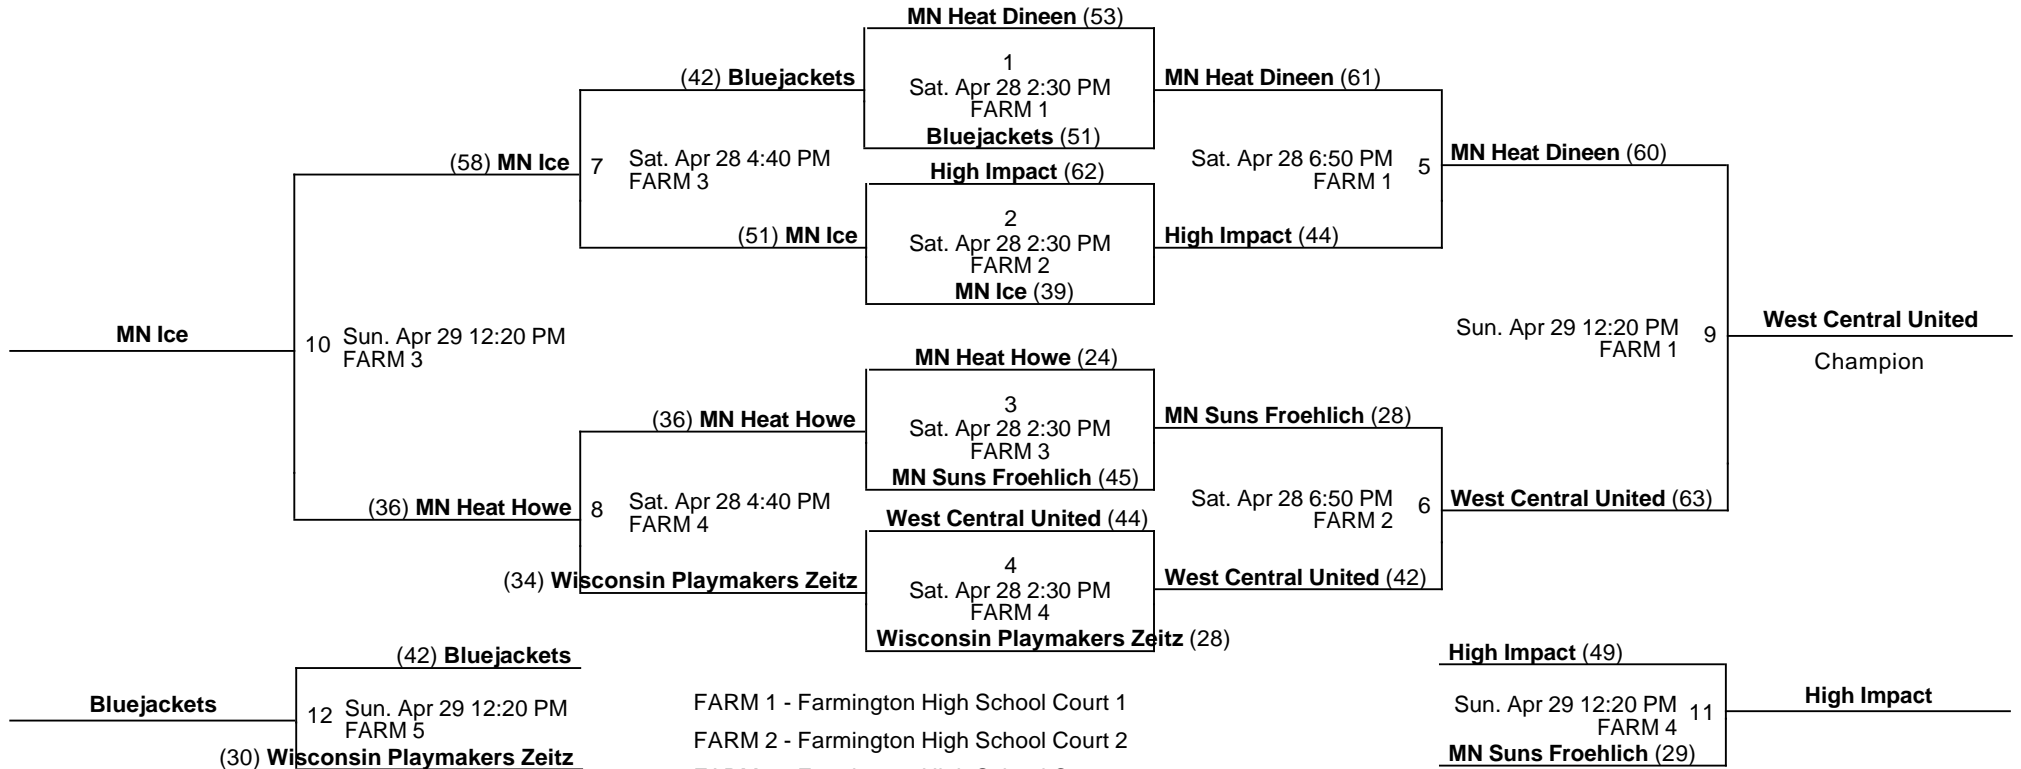 MN Heat Dineen (53)
1
Sat. Apr 28 2:30 PM
FARM 1
Bluejackets (51)
(42) Bluejackets
MN Heat Dineen (61)
(58) MN Ice
7 Sat. Apr 28 4:40 PM
FARM 3
Sat. Apr 28 6:50 PM 5
FARM 1
MN Heat Dineen (60)
High Impact (62)
2
Sat. Apr 28 2:30 PM
FARM 2
MN Ice (39)
(51) MN Ice
High Impact (44)
MN Ice
10 Sun. Apr 29 12:20 PM
FARM 3
Sun. Apr 29 12:20 PM 9
FARM 1
West Central United
Champion
MN Heat Howe (24)
3
Sat. Apr 28 2:30 PM
FARM 3
MN Suns Froehlich (45)
(36) MN Heat Howe
MN Suns Froehlich (28)
(36) MN Heat Howe
8 Sat. Apr 28 4:40 PM
FARM 4
Sat. Apr 28 6:50 PM 6
FARM 2
West Central United (63)
West Central United (44)
4
Sat. Apr 28 2:30 PM
FARM 4
Wisconsin Playmakers Zeitz (28)
(34) Wisconsin Playmakers Zeitz
West Central United (42)
(42) Bluejackets
Bluejackets
12 Sun. Apr 29 12:20 PM
FARM 5
(30) Wisconsin Playmakers Zeitz
FARM 1 - Farmington High School Court 1
FARM 2 - Farmington High School Court 2
High Impact (49)
Sun. Apr 29 12:20 PM 11
FARM 4
High Impact
MN Suns Froehlich (29)